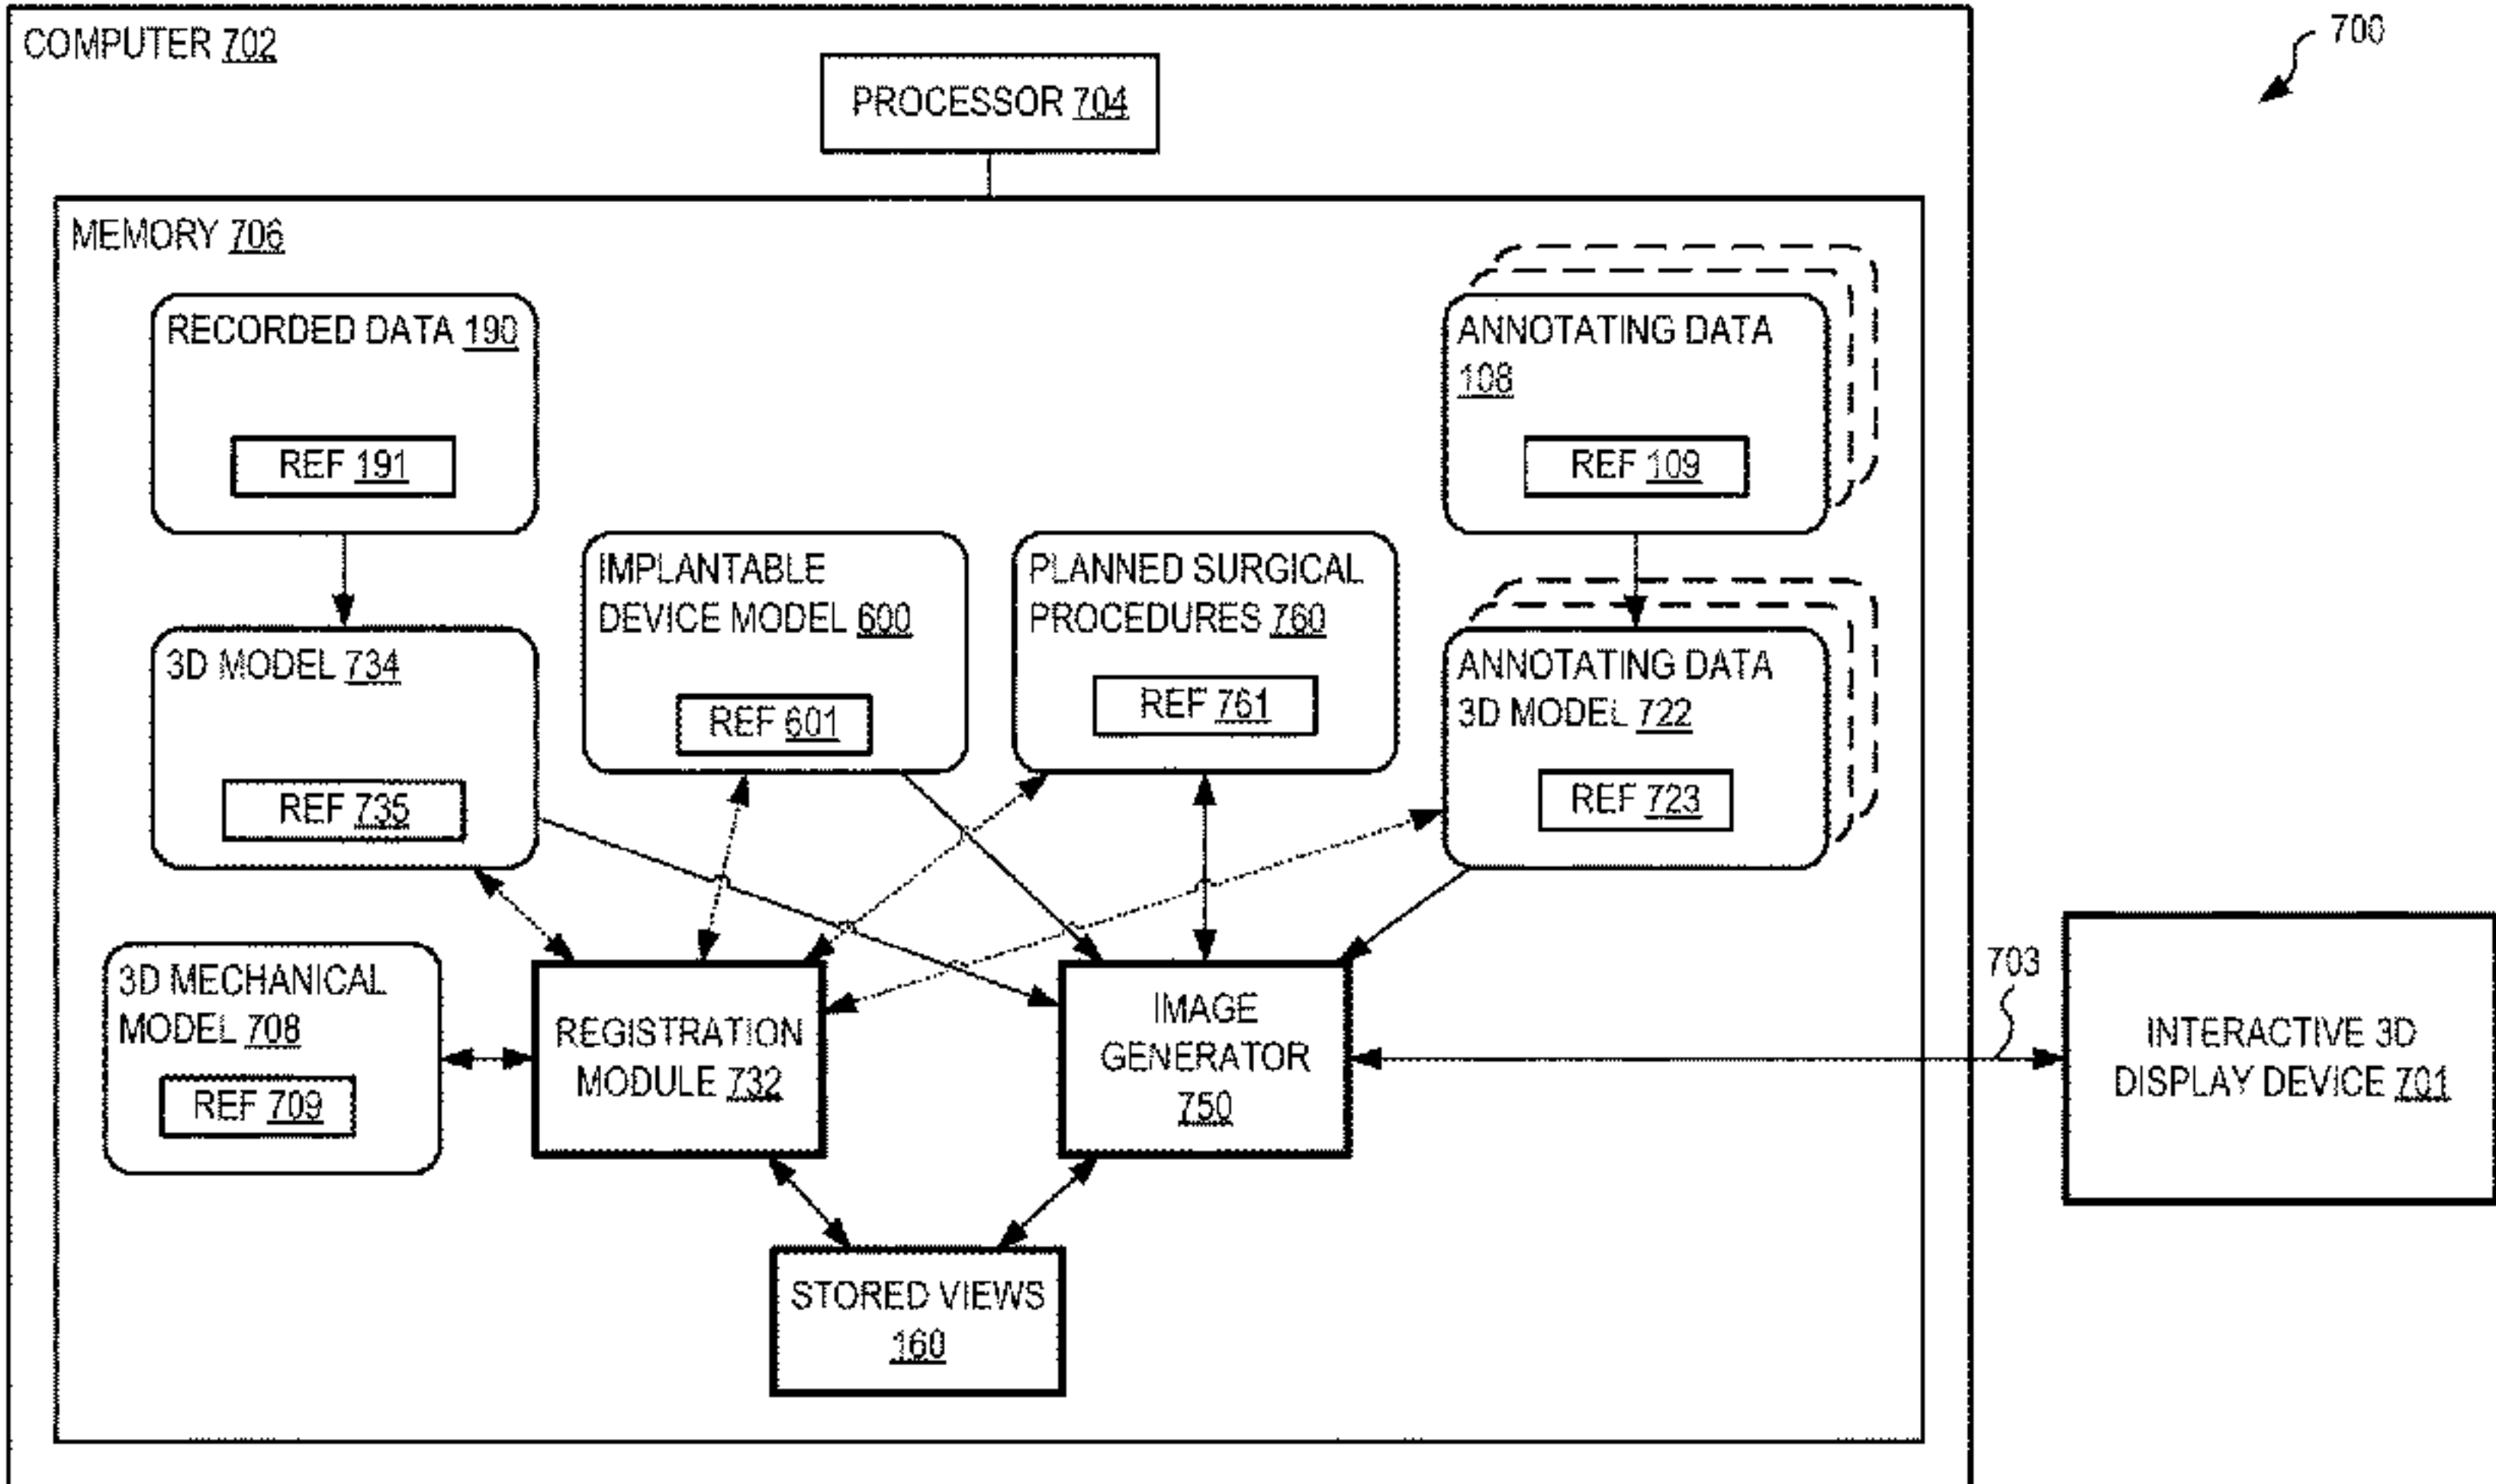 COMPUTER 702
700
PROCESSOR 704
MEMORY 706
RECORDED DATA 190
REF 191
ANNOTATING DATA
108
REF 109
IMPLANTABLE
DEVICE MODEL 600
REF 601
PLANNED SURGICAL
PROCEDURES 760
REF 761
3D MODEL 734
REF 735
ANNOTATING DATA
3D MODEL 722
REF 723
3D MECHANICAL
MODEL 708
REF 709
REGISTRATION
MODULE 732
IMAGE
GENERATOR
750
703
INTERACTIVE 3D
DISPLAY DEVICE 701
STORED VIEWS
160